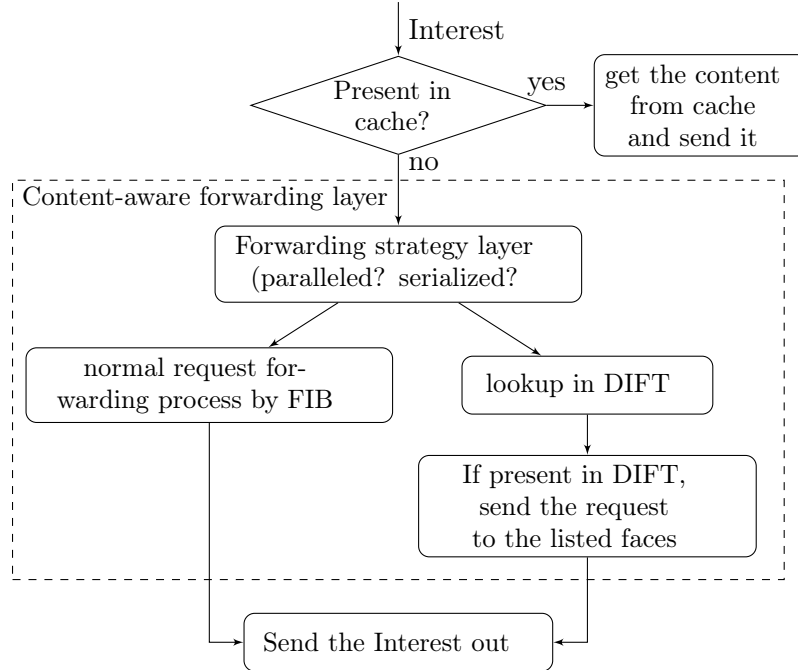 Interest
Present in
cache?
yes
get the content
from cache
and send it
no
Content-aware forwarding layer
Forwarding strategy layer
(paralleled? serialized?
normal request for-
warding process by FIB
lookup in DIFT
If present in DIFT,
send the request
to the listed faces
Send the Interest out